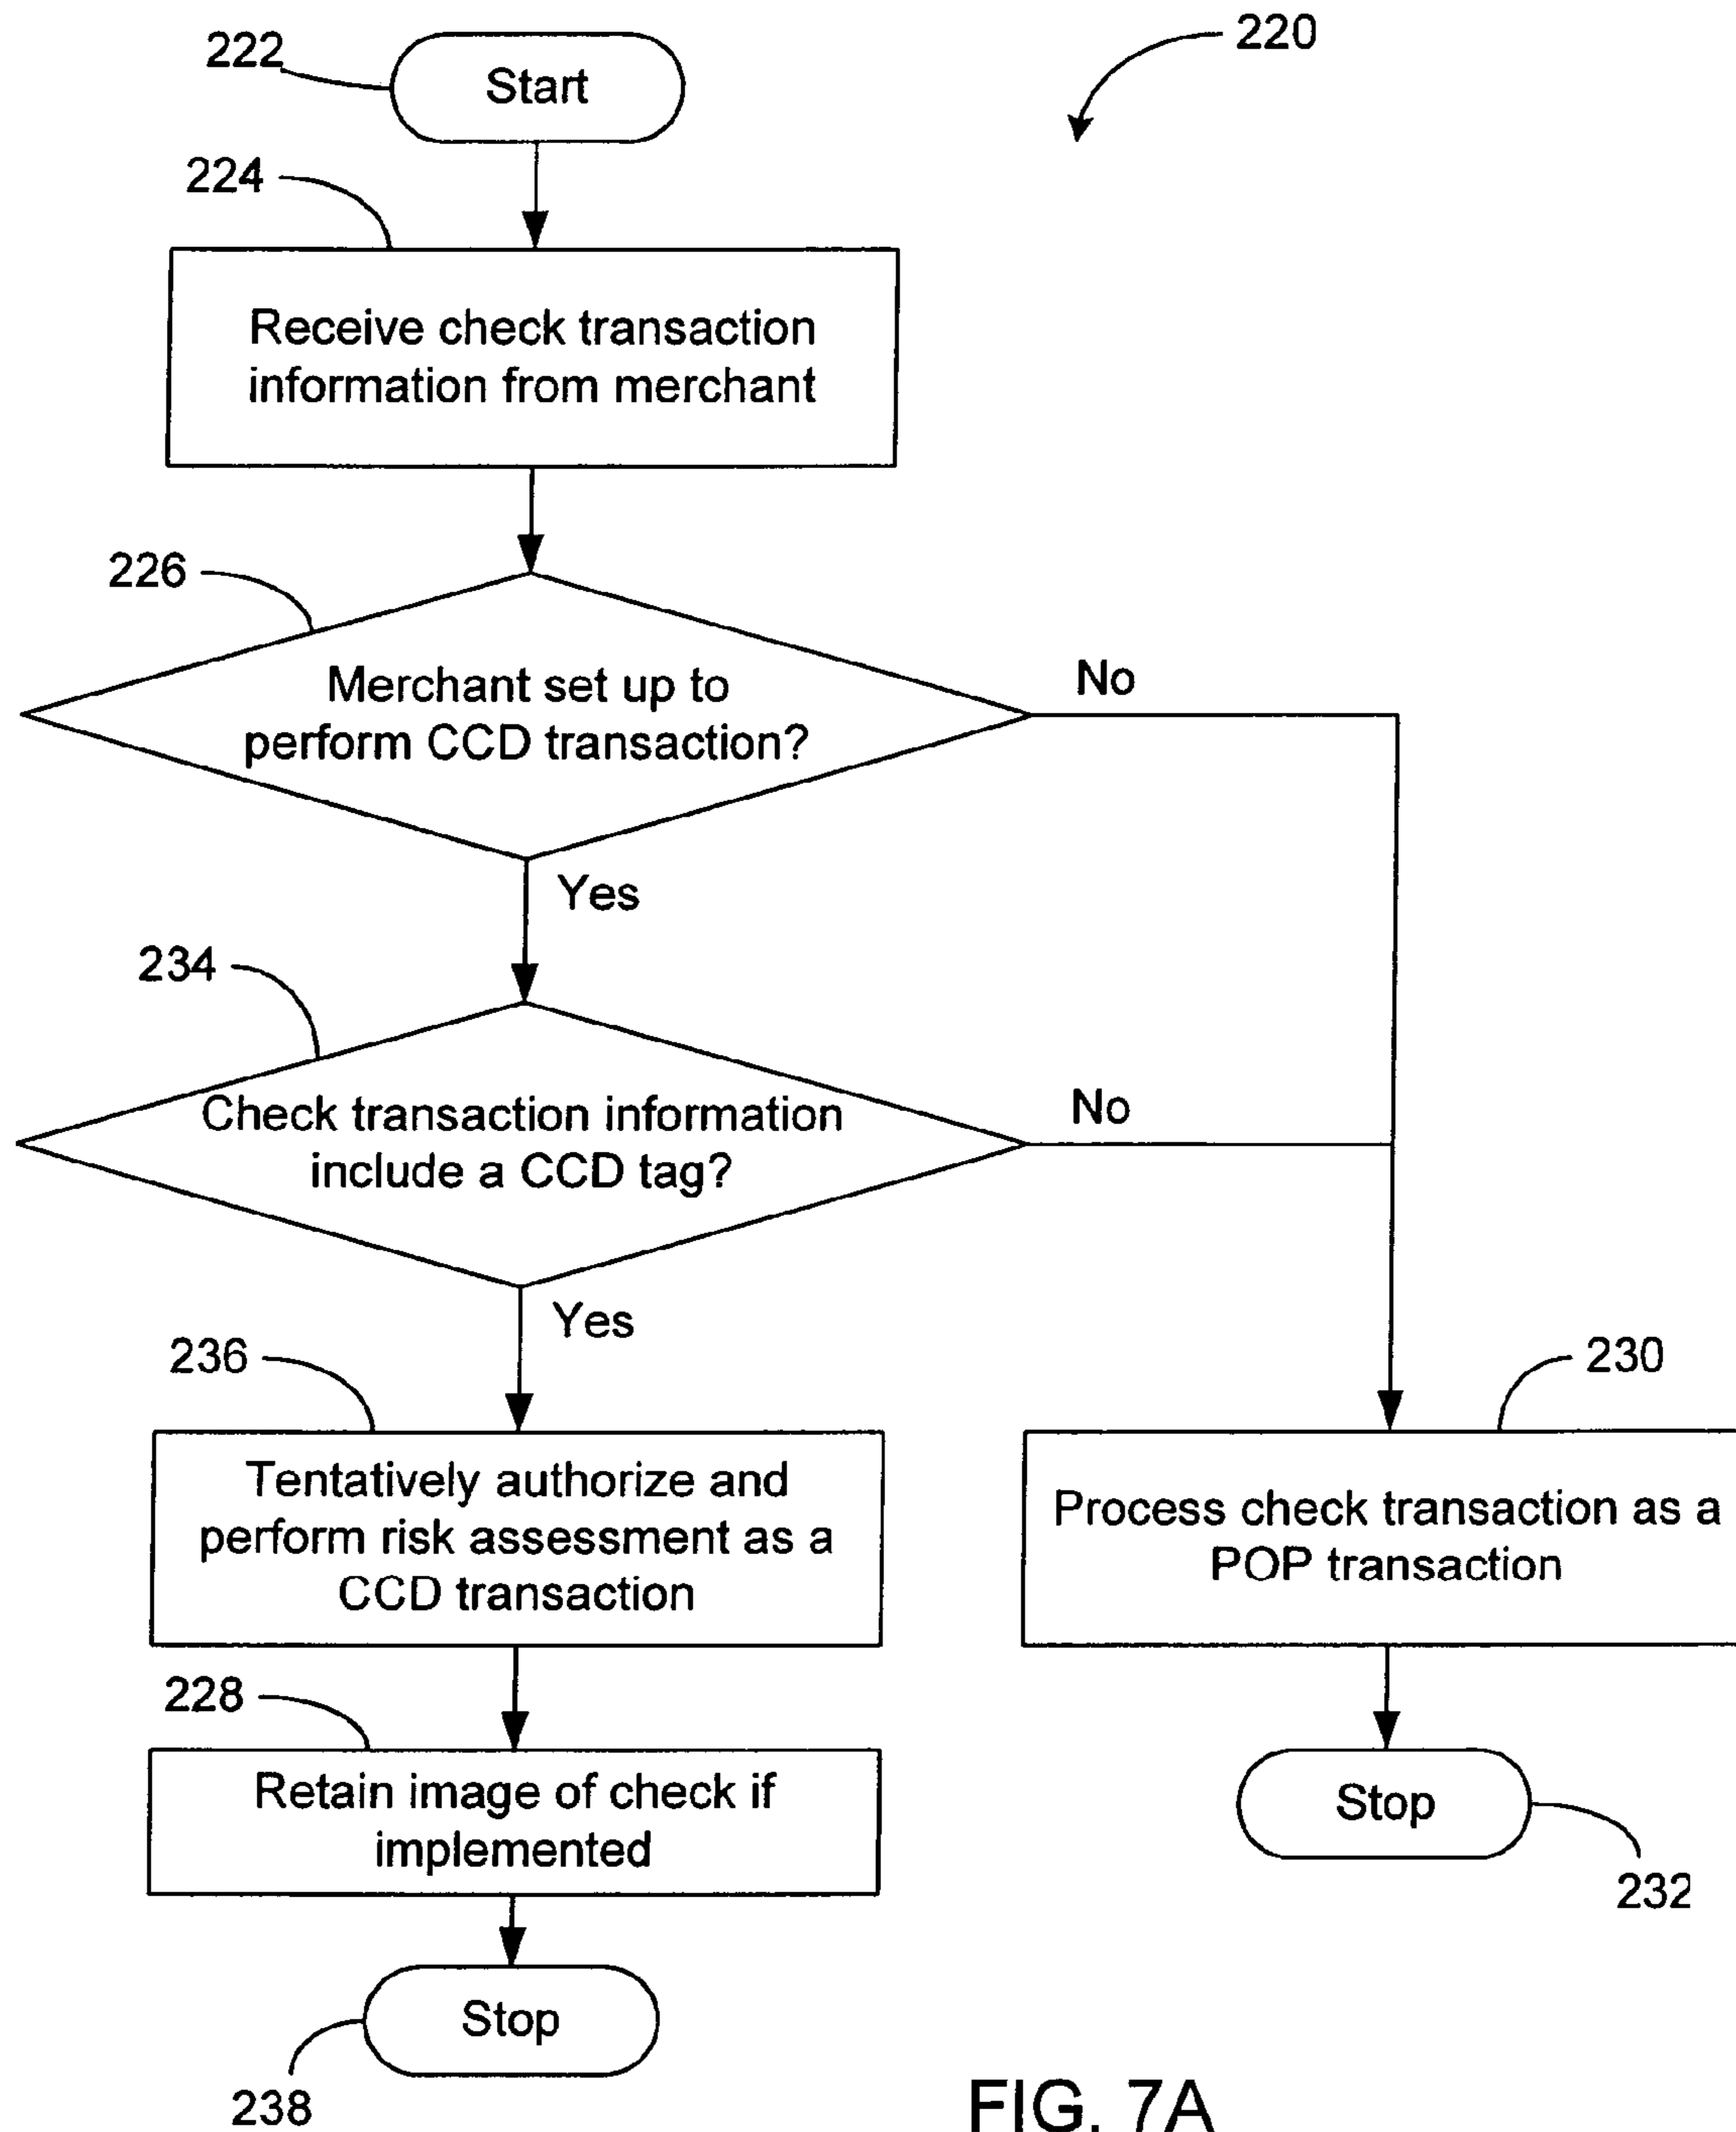 220
222
Start
224
Receive check transaction
information from merchant
226
Merchant set up to
perform CCD transaction?
No
Yes
234
Check transaction information
include a CCD tag?
No
Yes
236
Tentatively authorize and
perform risk assessment as a
CCD transaction
230
Process check transaction as a
POP transaction
228
Retain image of check if
implemented
Stop
232
Stop
238
FIG. 7A